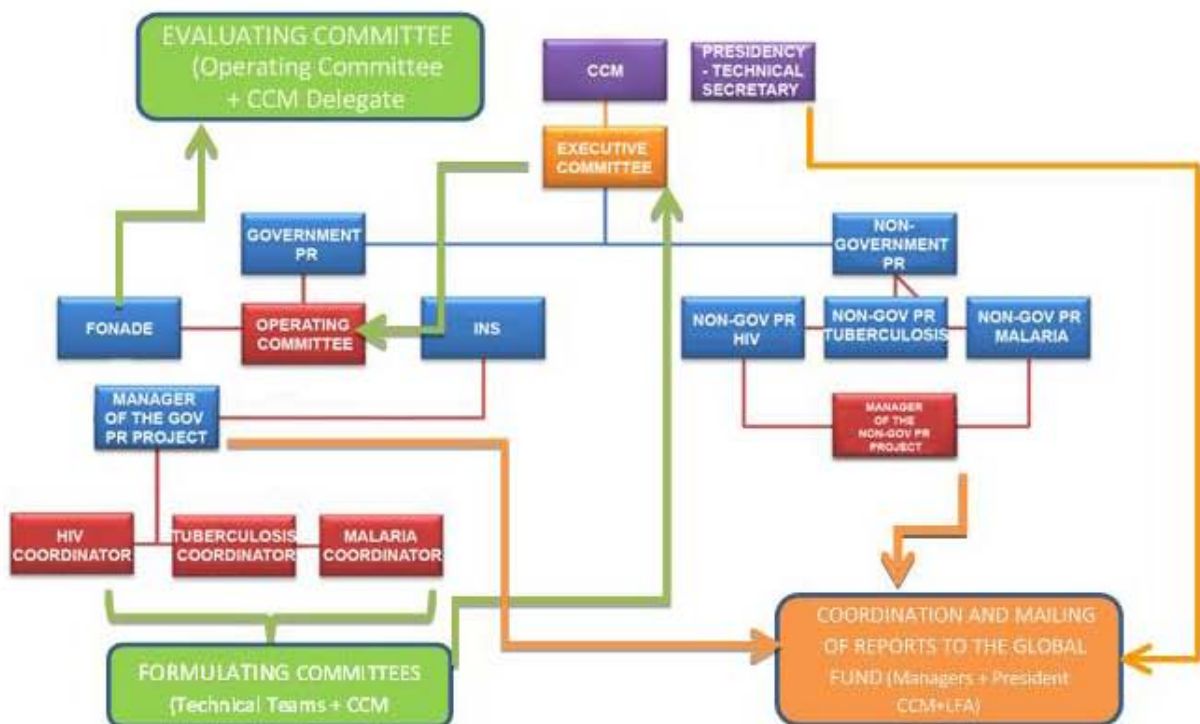 EVALUATING COMMITTEE
(Operating Committee
+ CCM Delegate
CCM
PRESIDENCY
- TECHNICAL
SECRETARY
EXECUTIVE
COMMITTEE
GOVERNMENT
PR
NON-
GOVERNMENT
PR
FONADE
OPERATING
COMMITTEE
INS
NON-GOV PR
HIV
NON-GOV PR
TUBERCULOSIS
NON-GOV PR
MALARIA
MANAGER
OF THE GOV
PR PROJECT
MANAGER
OF THE
NON-GOV PR
PROJECT
HIV
COORDINATOR
TUBERCULOSIS
COORDINATOR
MALARIA
COORDINATOR
FORMULATING COMMITTEES
(Technical Teams + CCM
COORDINATION AND MAILING
OF REPORTS TO THE GLOBAL
FUND (Managers + President
CCM+LFA)